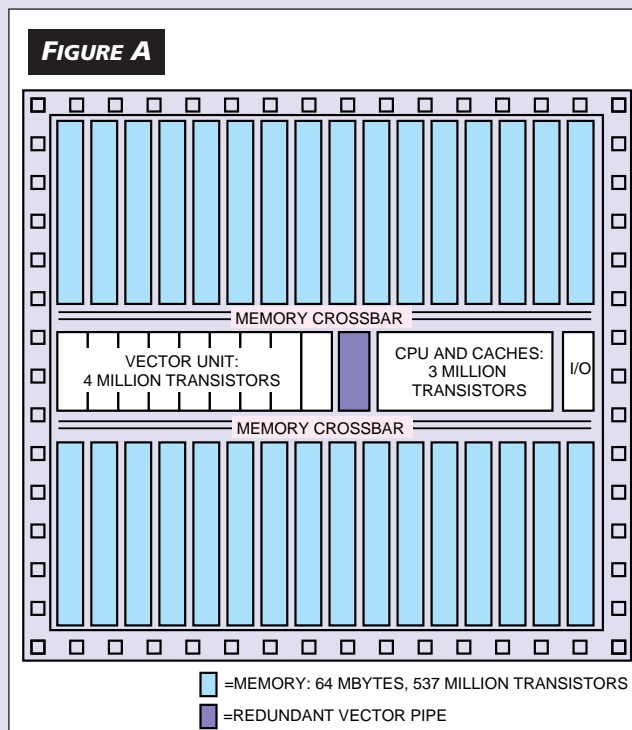 FIGURE A
MEMORY CROSSBAR
VECTOR UNIT:
4 MILLION TRANSISTORS
CPU AND CACHES:
3 MILLION
TRANSISTORS
I/O
MEMORY CROSSBAR
=MEMORY: 64 MBYTES, 537 MILLION TRANSISTORS
=REDUNDANT VECTOR PIPE